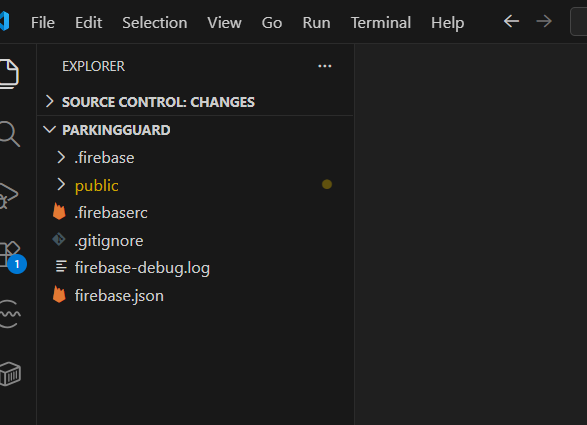 File Edit Selection View Go Run Terminal Help
EXPLORER
SOURCE CONTROL: CHANGES
PARKINGGUARD
.firebase
public
.firebaserc
.gitignore
firebase-debug.log
firebase.json
1